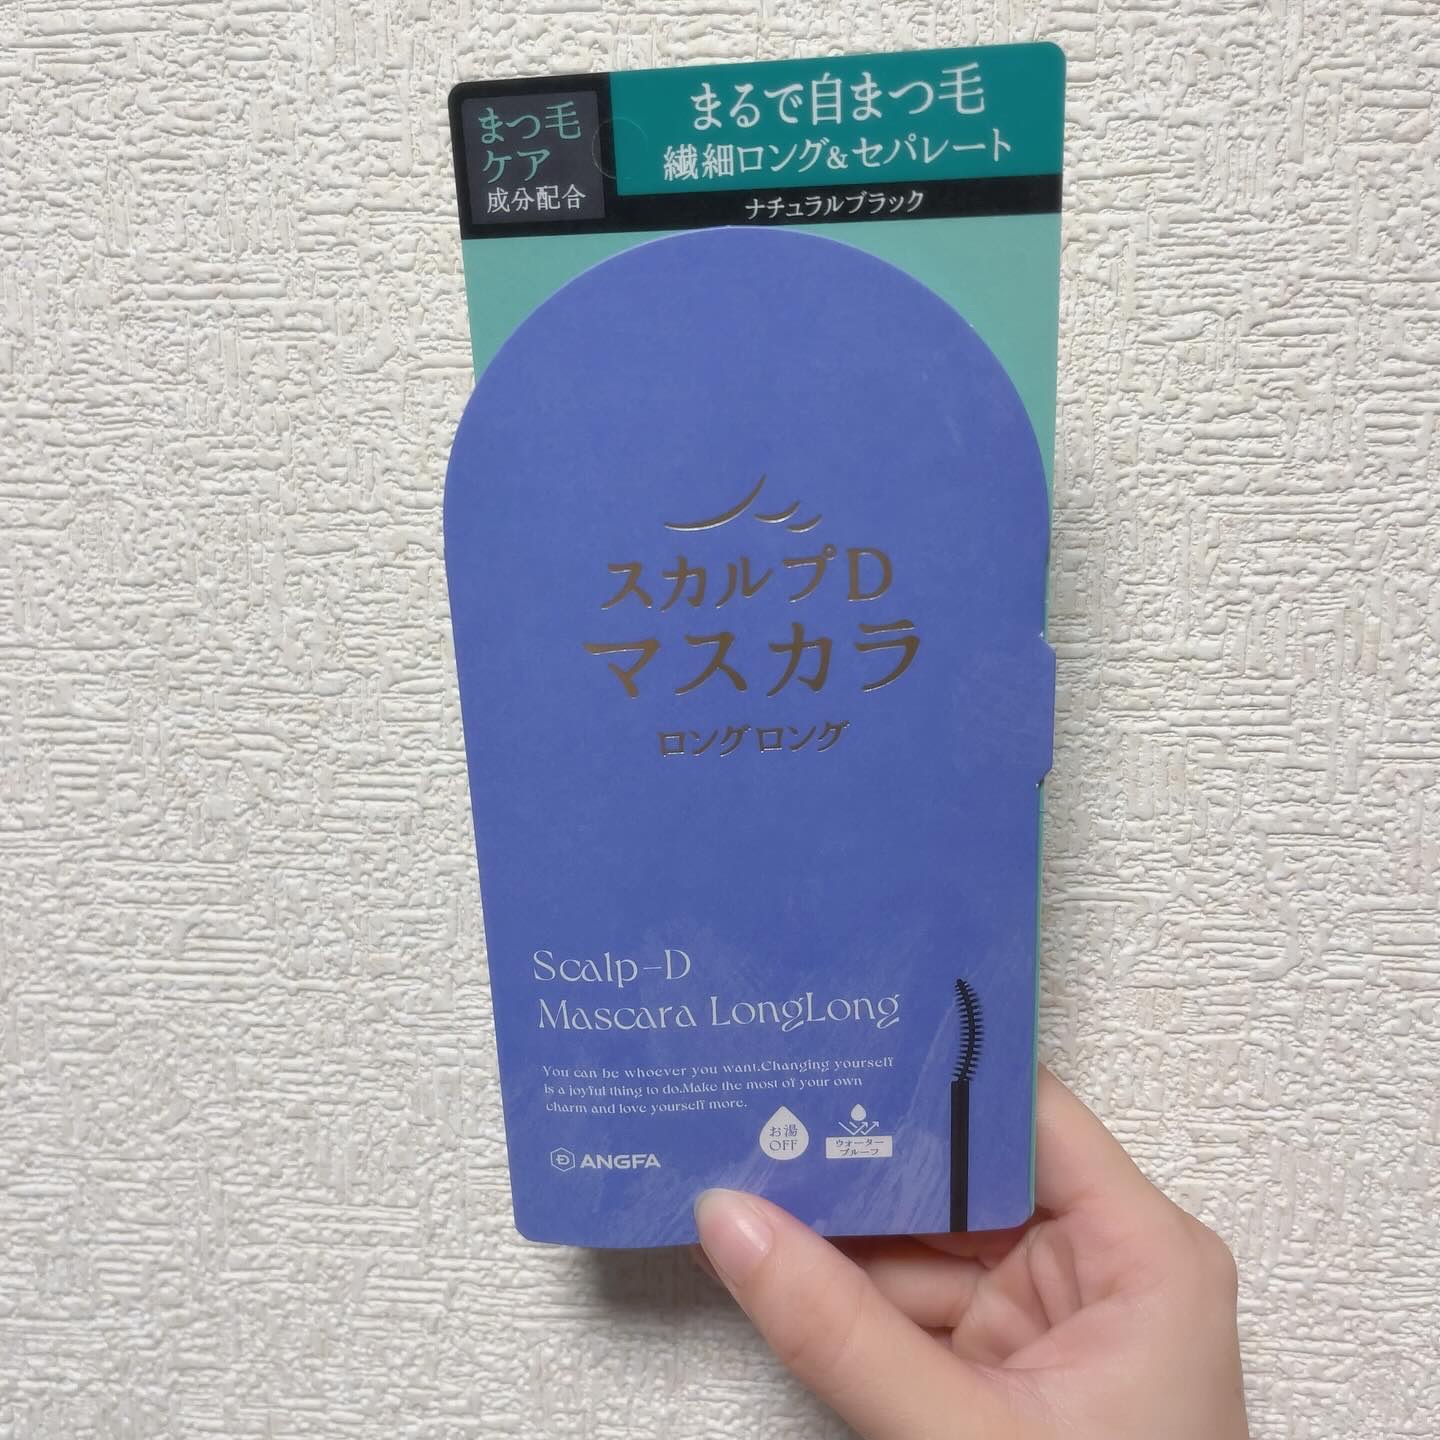 まつ毛
ケア
成分配合
まるで自まつ毛
繊細ロング&セパレート
ナチュラルブラック
スカルプD
マスカラ
ロングロング
Scalp-D
Mascara LongLong
You can be whoever you want.Changing yourself
is a joyful thing to do.Make the most of your own
charm and love yourself more.
お湯
OFF
ウォーター
プルーフ
ANGFA